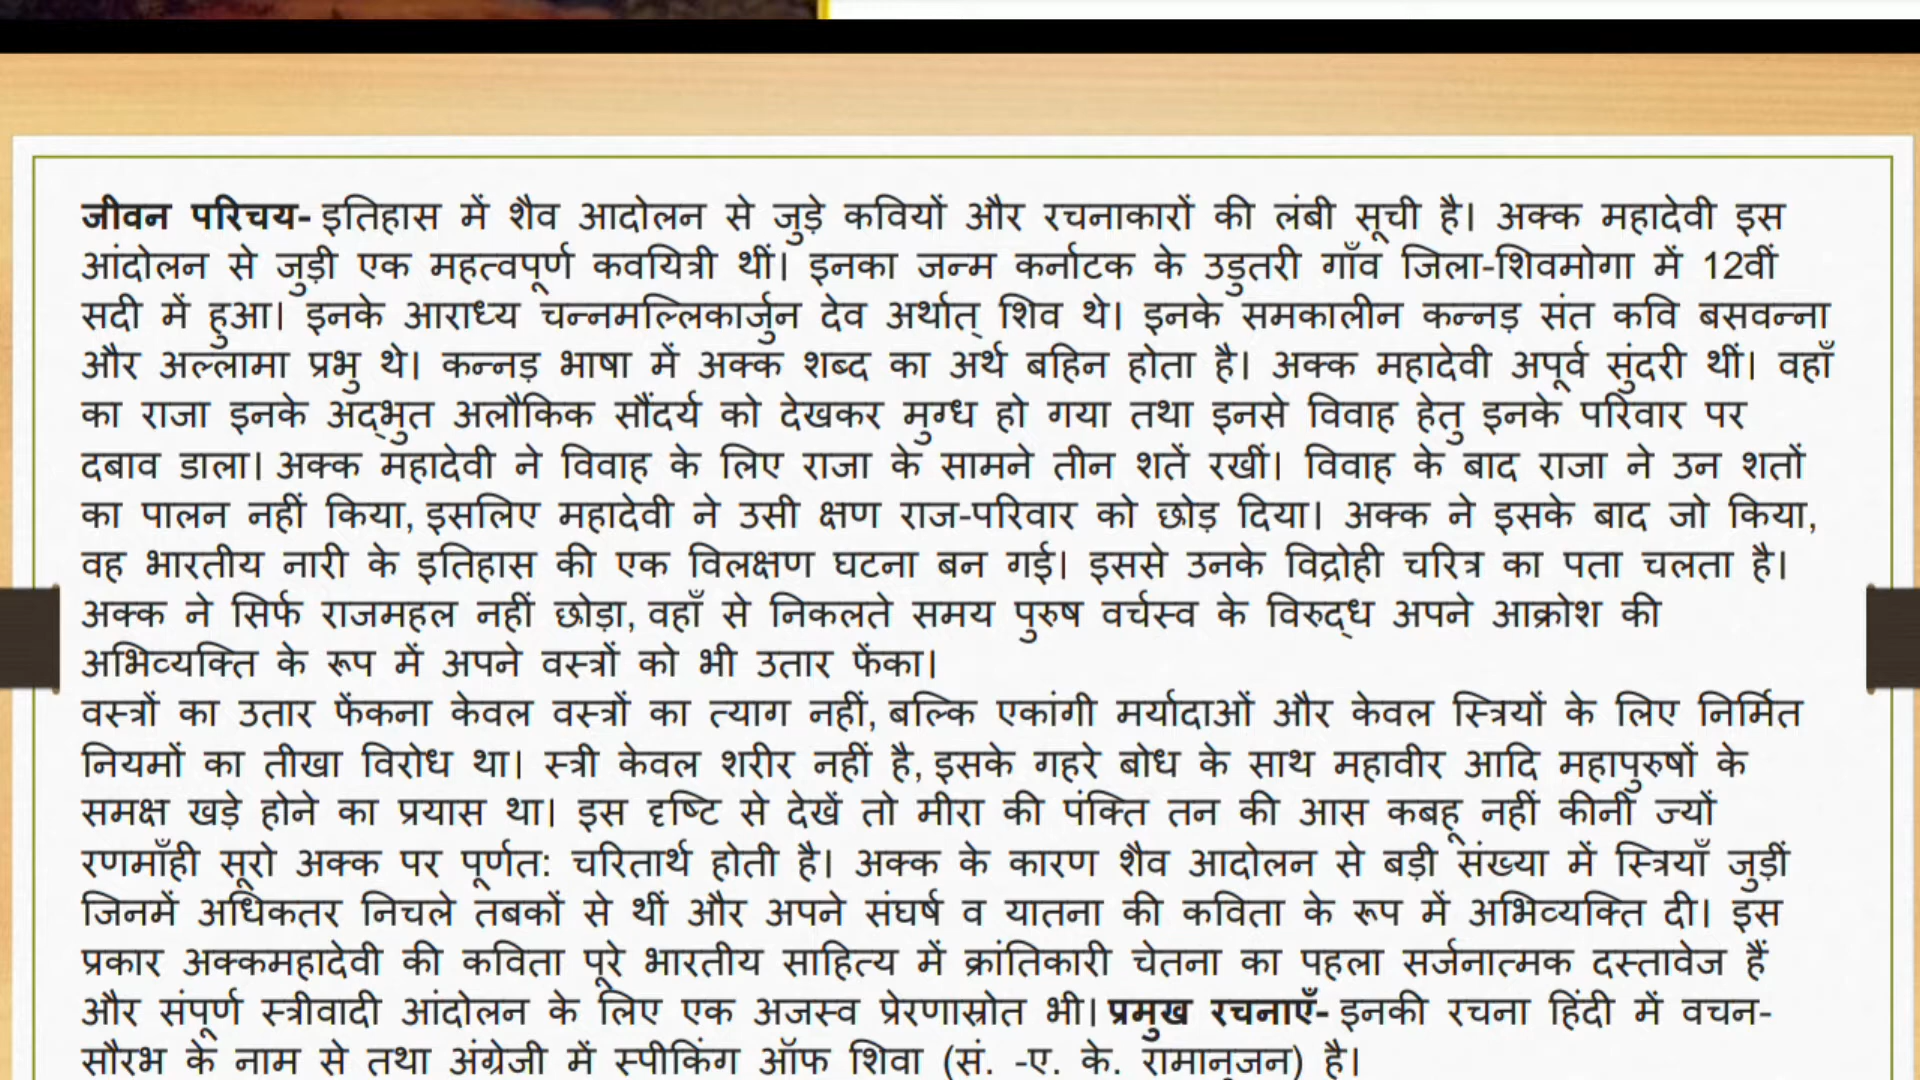 जीवन परिचय- इतिहास में शैव आदोलन से जुड़े कवियों और रचनाकारों की लंबी सूची है। अक्क महादेवी इस
आंदोलन से जुड़ी एक महत्वपूर्ण कवयित्री थीं। इनका जन्म कर्नाटक के उडुतरी गाँव जिला-शिवमोगा में 12वीं
सदी में हुआ। इनके आराध्य चन्नमल्लिकार्जुन देव अर्थात् शिव थे। इनके समकालीन कन्नड़ संत कवि बसवन्ना
और अल्लामा प्रभु थे। कन्नड़ भाषा में अक्क शब्द का अर्थ बहिन होता है। अक्क महादेवी अपूर्व सुंदरी थीं। वहाँ
का राजा इनके अद्भुत अलौकिक सौंदर्य को देखकर मुग्ध हो गया तथा इनसे विवाह हेतु इनके परिवार पर
दबाव डाला। अक्क महादेवी ने विवाह के लिए राजा के सामने तीन शर्तें रखीं। विवाह के बाद राजा ने उन शर्तों
का पालन नहीं किया, इसलिए महादेवी ने उसी क्षण राज-परिवार को छोड़ दिया। अक्क ने इसके बाद जो किया,
वह भारतीय नारी के इतिहास की एक विलक्षण घटना बन गई। इससे उनके विद्रोही चरित्र का पता चलता है।
अक्क ने सिर्फ राजमहल नहीं छोड़ा, वहाँ से निकलते समय पुरुष वर्चस्व के विरुद्ध अपने आक्रोश की
अभिव्यक्ति के रूप में अपने वस्त्रों को भी उतार फेंका।
वस्त्रों का उतार फेंकना केवल वस्त्रों का त्याग नहीं, बल्कि एकांगी मर्यादाओं और केवल स्त्रियों के लिए निर्मित
नियमों का तीखा विरोध था। स्त्री केवल शरीर नहीं है, इसके गहरे बोध के साथ महावीर आदि महापुरुषों के
समक्ष खड़े होने का प्रयास था। इस दृष्टि से देखें तो मीरा की पंक्ति तन की आस कबहू नहीं कीनी ज्यों
रणमाँही सूरो अक्क पर पूर्णत: चरितार्थ होती है। अक्क के कारण शैव आदोलन से बड़ी संख्या में स्त्रियाँ जुड़ीं
जिनमें अधिकतर निचले तबकों से थीं और अपने संघर्ष व यातना की कविता के रूप में अभिव्यक्ति दी। इस
प्रकार अक्कमहादेवी की कविता पूरे भारतीय साहित्य में क्रांतिकारी चेतना का पहला सर्जनात्मक दस्तावेज हैं
और संपूर्ण स्त्रीवादी आंदोलन के लिए एक अजस्व प्रेरणास्रोत भी। प्रमुख रचनाएँ- इनकी रचना हिंदी में वचन-
सौरभ के नाम से तथा अंग्रेजी में स्पीकिंग ऑफ शिवा (सं. -ए. के. रामानुजन) है।